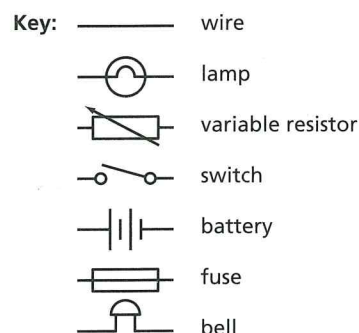 Key: wire
lamp
variable resistor
switch
battery
fuse
bell